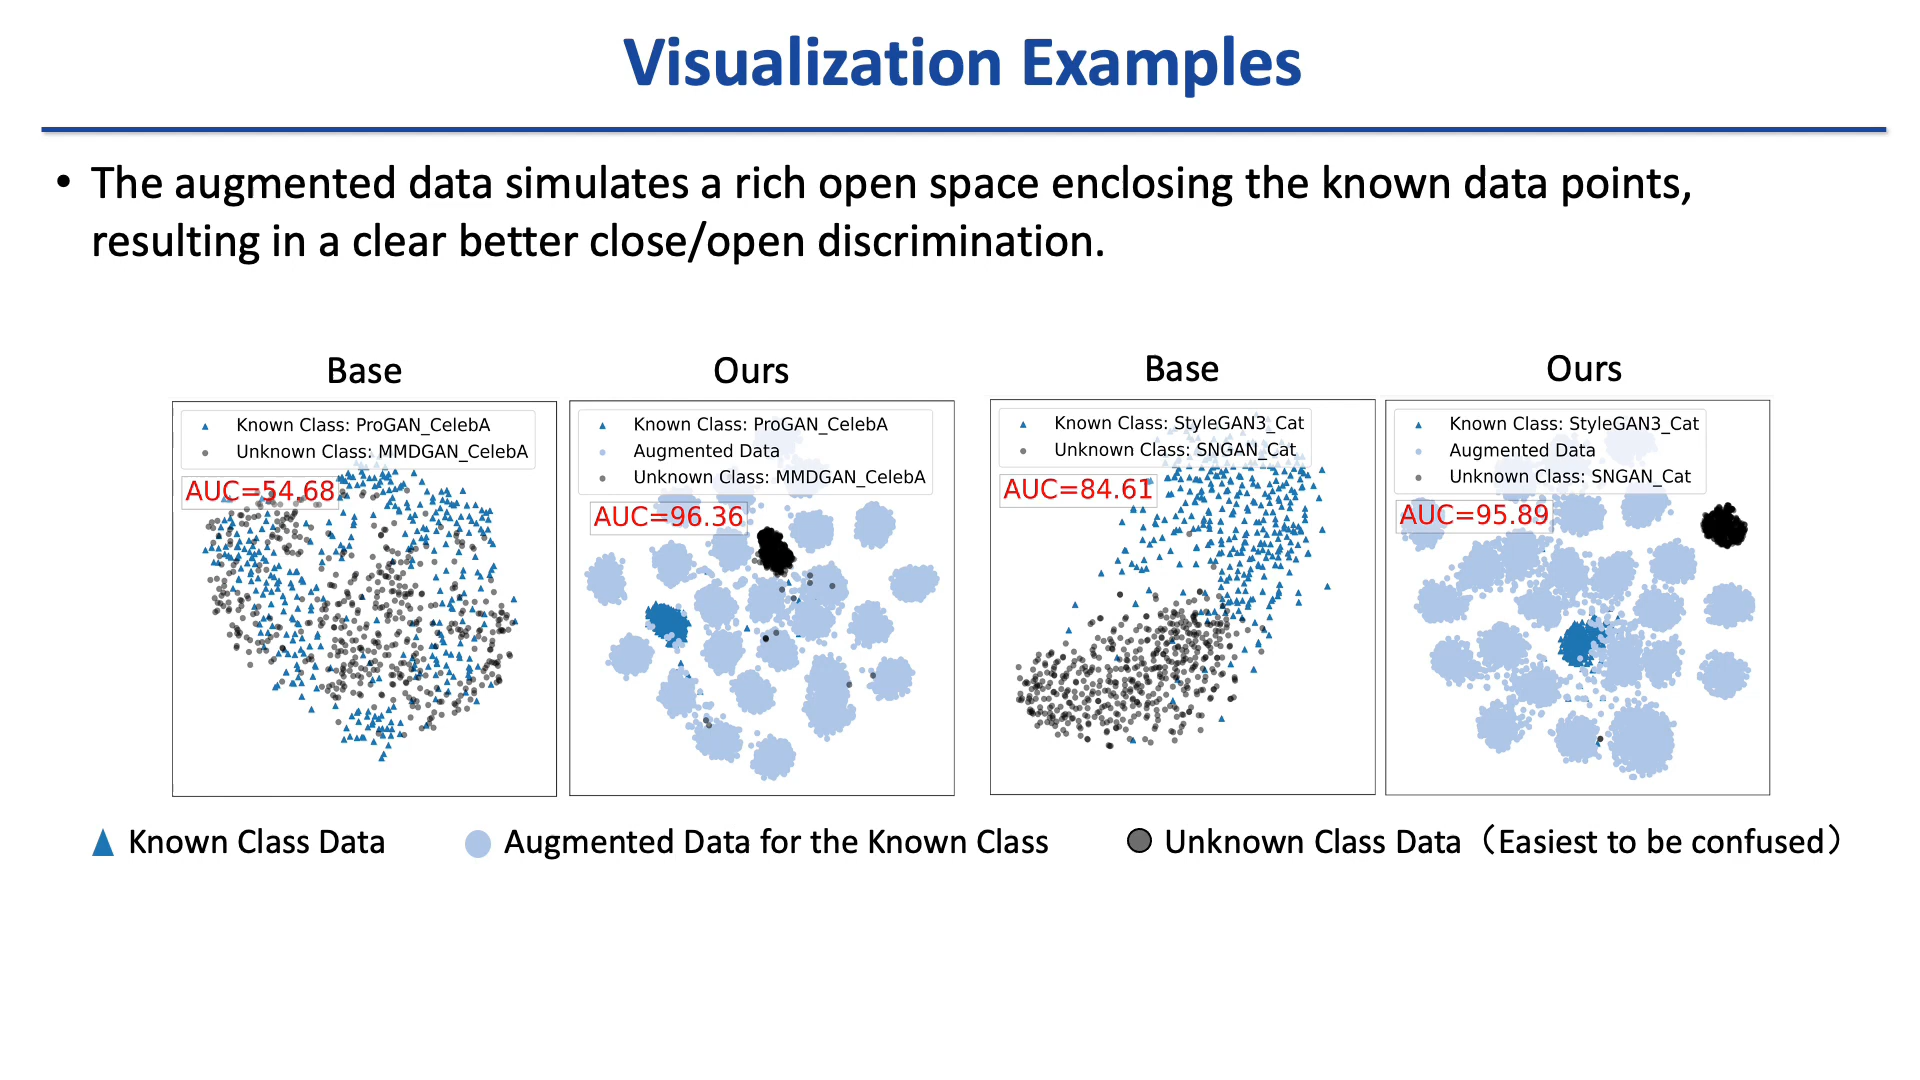 Visualization Examples
• The augmented data simulates a rich open space enclosing the known data points,
resulting in a clear better close/open discrimination.
Base
Known Class: ProGAN_CelebA
Unknown Class: MMDGAN_CelebA
AUC=54.68
Ours
Known Class: ProGAN_CelebA
Augmented Data
Unknown Class: MMDGAN_CelebA
AUC=96.36
Base
Known Class: StyleGAN3_Cat
Unknown Class: SNGAN_Cat
AUC=84.61
Ours
Known Class: StyleGAN3_Cat
Augmented Data
Unknown Class: SNGAN_Cat
AUC=95.89
Known Class Data
Augmented Data for the Known Class
Unknown Class Data（Easiest to be confused）